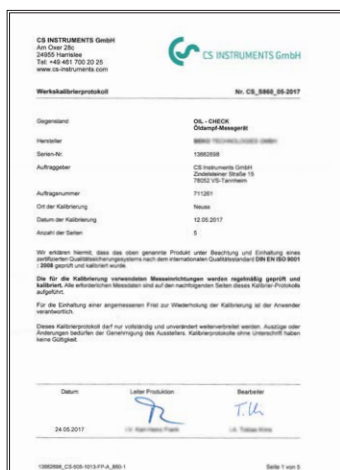 CS INSTRUMENTS GmbH
Am Oxer 28c
24955 Harrislee
Tel: +49 461 700 20 25
www.cs-instruments.com
CS INSTRUMENTS GmbH
Werkskalibrierprotokoll Nr. CS_5860_05-2017
Gegenstand OIL - CHECK
Öldampf-Messgerät
Hersteller
Serien-Nr. 13662698
Auftraggeber CS Instruments GmbH
Zindelsteiner Straße 15
78052 VS-Tannheim
Auftragsnummer 711261
Ort der Kalibrierung Neuss
Datum der Kalibrierung 12.05.2017
Anzahl der Seiten 5
Wir erklären hiermit, dass das oben genannte Produkt unter Beachtung und Einhaltung eines
zertifizierten Qualitätssicherungssystems nach dem internationalen Qualitätsstandard DIN EN ISO 9001
: 2008 geprüft und kalibriert wurde.
Die für die Kalibrierung verwendeten Messeinrichtungen werden regelmäßig geprüft und
kalibriert. Alle erforderlichen Messdaten sind auf den nachfolgenden Seiten dieses Kalibrier-Protokolls
aufgeführt.
Für die Einhaltung einer angemessenen Frist zur Wiederholung der Kalibrierung ist der Anwender
verantwortlich.
Dieses Kalibrierprotokoll darf nur vollständig und unverändert weiterverbreitet werden. Auszüge oder
Änderungen bedürfen der Genehmigung des Ausstellers. Kalibrierprotokolle ohne Unterschrift haben
keine Gültigkeit.
Datum Leiter Produktion Bearbeiter
24.05.2017
Seite 1 von 5